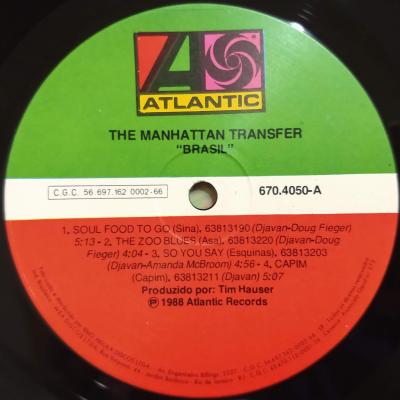 ATLANTIC
THE MANHATTAN TRANSFER
“BRASIL”
C.G.C. 56.697.162 0002-66
670.4050-A
1. SOUL FOOD TO GO (Sina), 63813190 (Djavan-Doug Fieger)
5:13 - 2. THE ZOO BLUES (Asa), 63813220 (Djavan-Doug
Fieger) 4:04 - 3. SO YOU SAY (Esquinas), 63813203
(Djavan-Amanda McBroom) 4:56 - 4. CAPIM
(Capim), 63813211 (Djavan) 5:07
Produzido por: Tim Hauser
℗ 1988 Atlantic Records